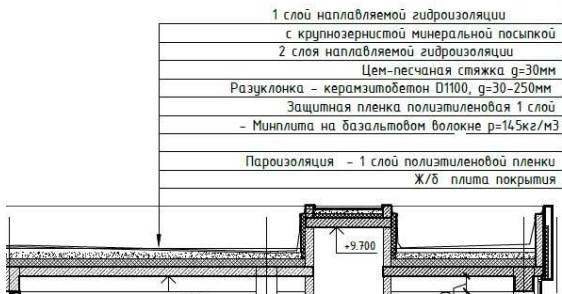 1 слой наплавляемой гидроизоляции
с крупнозернистой минеральной посыпкой
2 слоя наплавляемой гидроизоляции
Цем-песчаная стяжка g=30мм
Разуклонка - керамзитобетон D1100, g=30-250мм
Защитная пленка полиэтиленовая 1 слой
- Минплита на базальтовом волокне p=145кг/м3
Пароизоляция - 1 слой полиэтиленовой пленки
Ж/б плита покрытия
+9.700